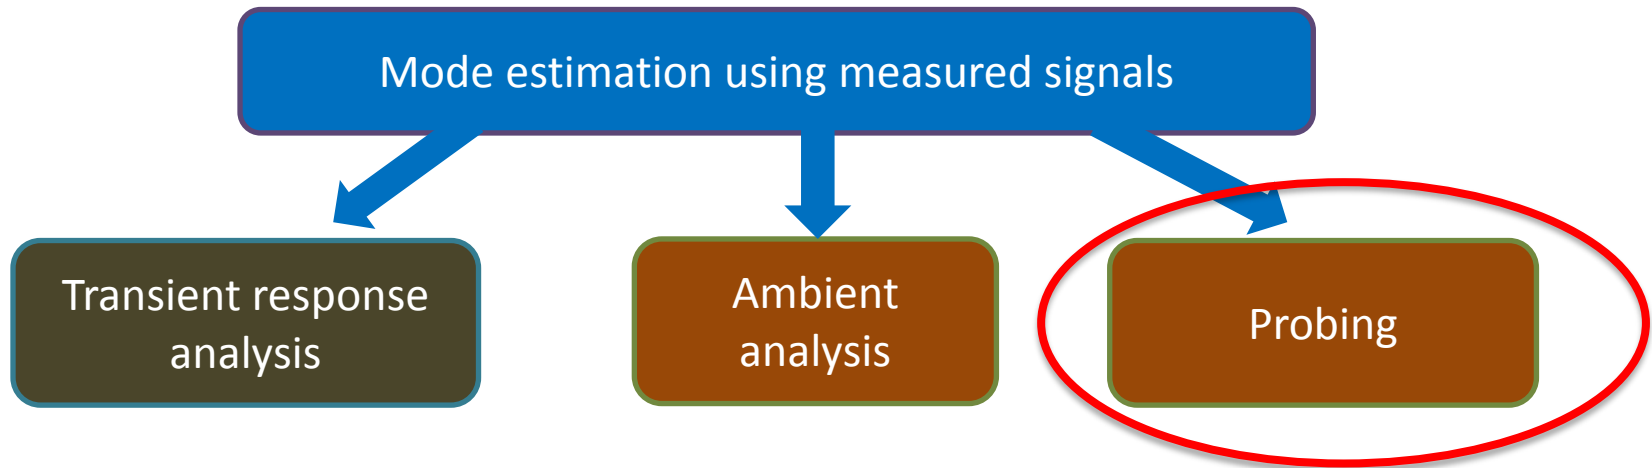 Mode estimation using measured signals
Transient response
analysis
Ambient
analysis
Probing